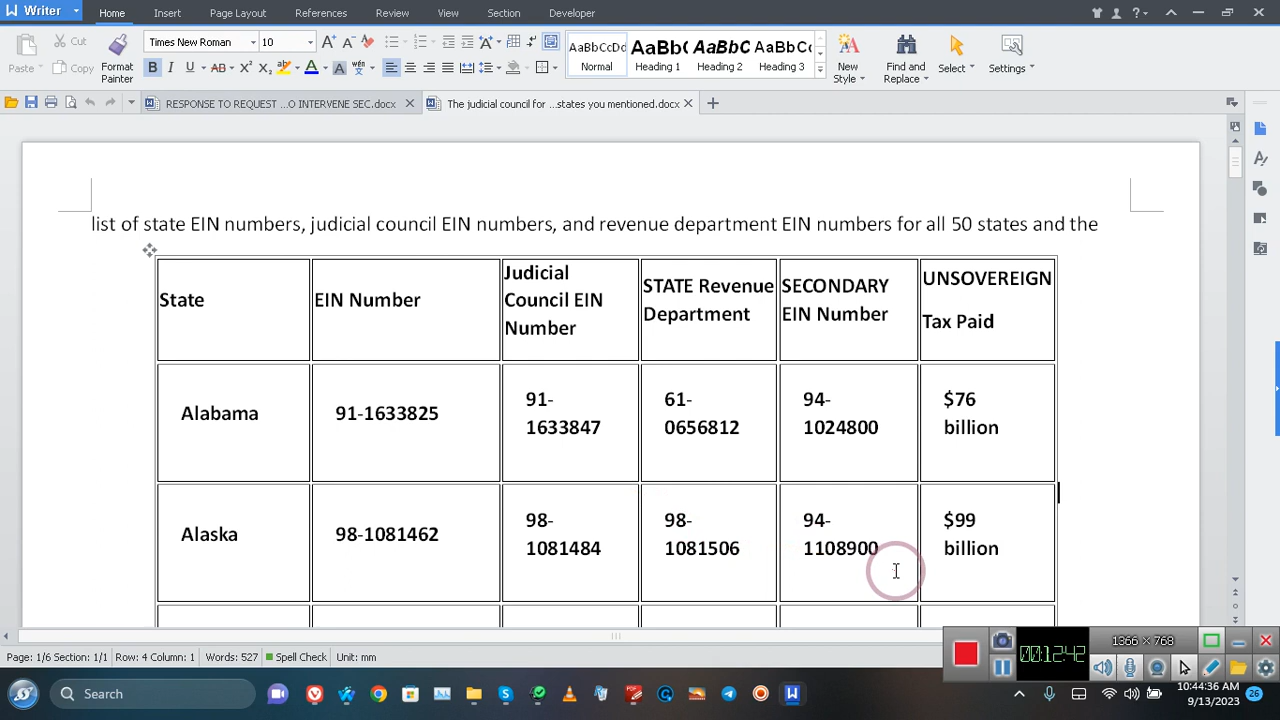 Writer
Home
Insert
Page Layout
References
Review
View
Section
Developer
Paste
Cut
Copy
Format
Painter
Times New Roman
10
AaBbCcDd
Normal
AaBb(
Heading 1
AaBbC
Heading 2
AaBbC(
Heading 3
New
Style
Find and
Replace
Select
Settings
RESPONSE TO REQUEST ...O INTERVENE SEC.docx
The judicial council for ...states you mentioned.docx
list of state EIN numbers, judicial council EIN numbers, and revenue department EIN numbers for all 50 states and the
State
EIN Number
Judicial
Council EIN
Number
STATE Revenue
Department
SECONDARY
EIN Number
UNSOVEREIGN
Tax Paid
Alabama
91-1633825
91-
1633847
61-
0656812
94-
1024800
$76
billion
Alaska
98-1081462
98-
1081484
98-
1081506
94-
1108900
$99
billion
Page: 1/6 Section: 1/1
Row: 4 Column: 1
Words: 527
Spell Check
Unit: mm
1366 × 768
00:12:42
Search
10:44:36 AM
9/13/2023
26